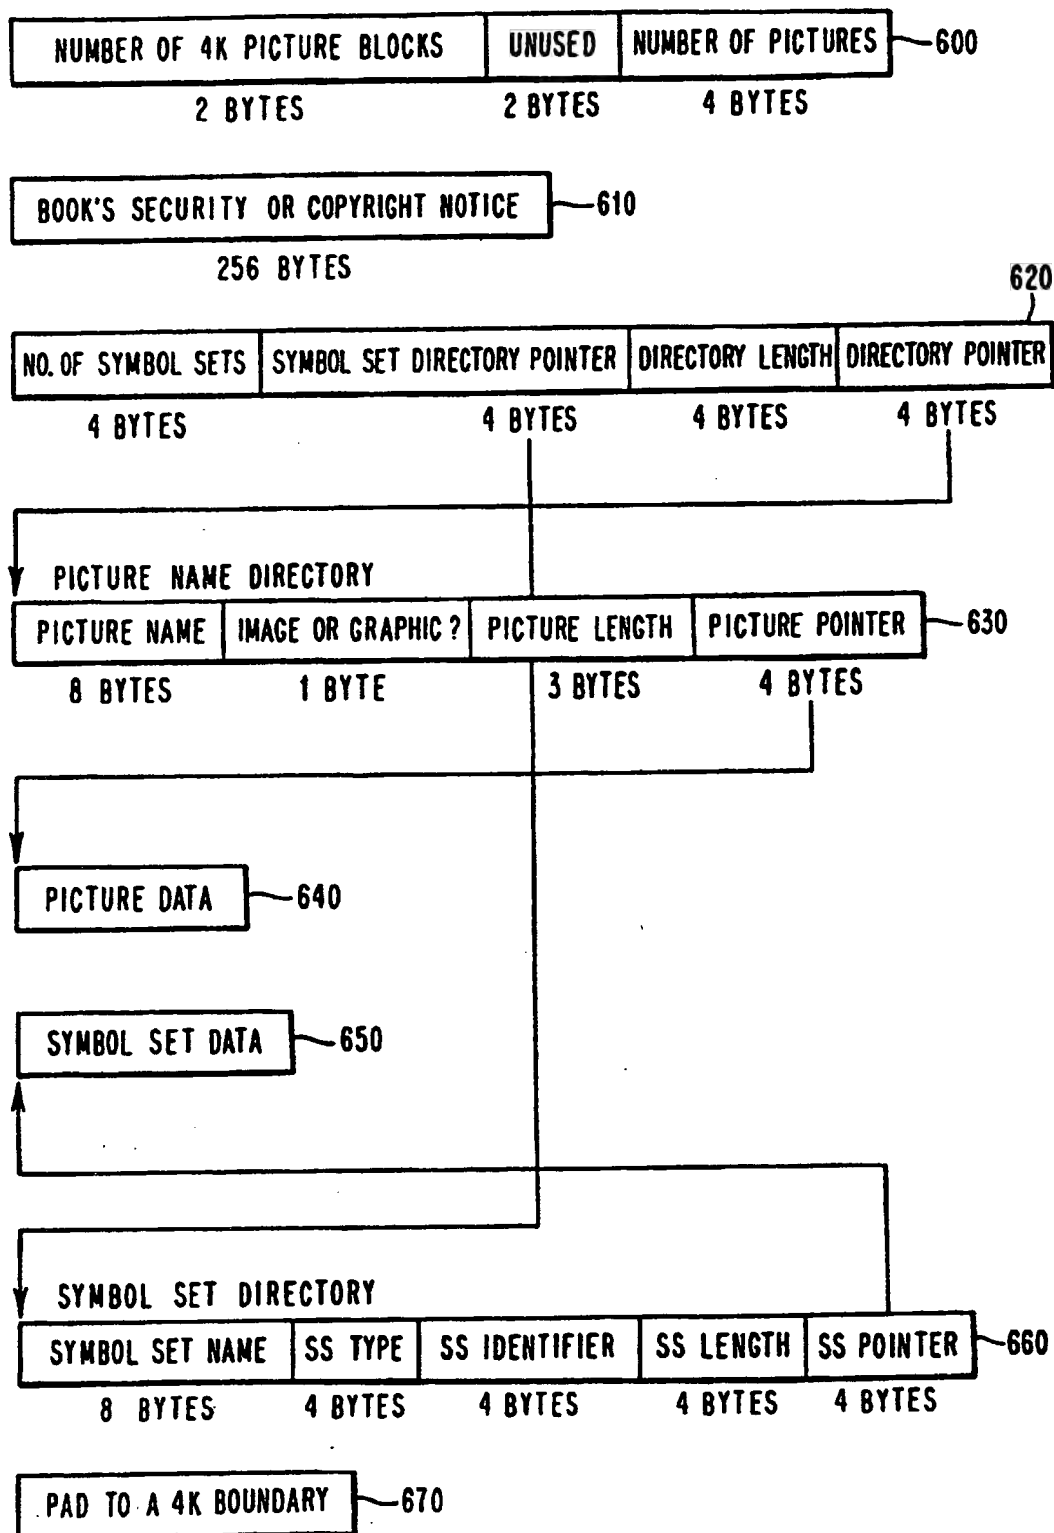 NUMBER OF 4K PICTURE BLOCKS UNUSED NUMBER OF PICTURES 600
2 BYTES 2 BYTES 4 BYTES
BOOK'S SECURITY OR COPYRIGHT NOTICE 610
256 BYTES
620
NO. OF SYMBOL SETS SYMBOL SET DIRECTORY POINTER DIRECTORY LENGTH DIRECTORY POINTER
4 BYTES 4 BYTES 4 BYTES 4 BYTES
PICTURE NAME DIRECTORY
PICTURE NAME IMAGE OR GRAPHIC ? PICTURE LENGTH PICTURE POINTER 630
8 BYTES 1 BYTE 3 BYTES 4 BYTES
PICTURE DATA 640
SYMBOL SET DATA 650
SYMBOL SET DIRECTORY
SYMBOL SET NAME SS TYPE SS IDENTIFIER SS LENGTH SS POINTER 660
8 BYTES 4 BYTES 4 BYTES 4 BYTES 4 BYTES
PAD TO A 4K BOUNDARY 670